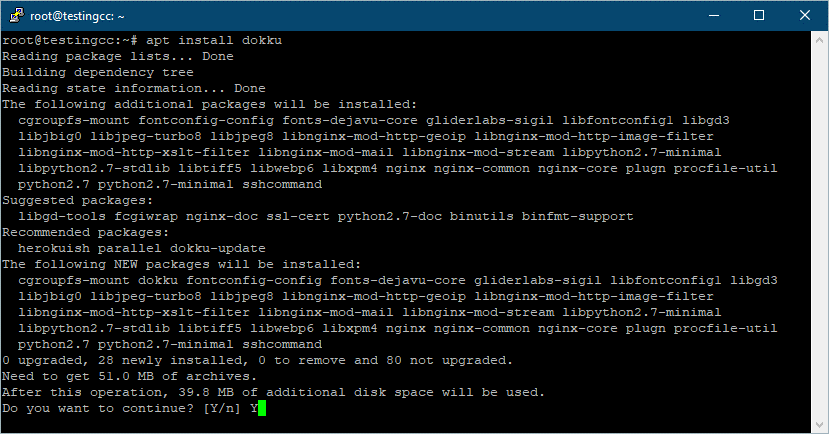 root@testingcc: ~
root@testingcc:~# apt install dokku
Reading package lists... Done
Building dependency tree
Reading state information... Done
The following additional packages will be installed:
  cgroupfs-mount fontconfig-config fonts-dejavu-core gliderlabs-sigil libfontconfig1 libgd3
  libjbig0 libjpeg-turbo8 libjpeg8 libnginx-mod-http-geoip libnginx-mod-http-image-filter
  libnginx-mod-http-xslt-filter libnginx-mod-mail libnginx-mod-stream libpython2.7-minimal
  libpython2.7-stdlib libtiff5 libwebp6 libxpm4 nginx nginx-common nginx-core plugn procfile-util
  python2.7 python2.7-minimal sshcommand
Suggested packages:
  libgd-tools fcgiwrap nginx-doc ssl-cert python2.7-doc binutils binfmt-support
Recommended packages:
  herokuish parallel dokku-update
The following NEW packages will be installed:
  cgroupfs-mount dokku fontconfig-config fonts-dejavu-core gliderlabs-sigil libfontconfig1 libgd3
  libjbig0 libjpeg-turbo8 libjpeg8 libnginx-mod-http-geoip libnginx-mod-http-image-filter
  libnginx-mod-http-xslt-filter libnginx-mod-mail libnginx-mod-stream libpython2.7-minimal
  libpython2.7-stdlib libtiff5 libwebp6 libxpm4 nginx nginx-common nginx-core plugn procfile-util
  python2.7 python2.7-minimal sshcommand
0 upgraded, 28 newly installed, 0 to remove and 80 not upgraded.
Need to get 51.0 MB of archives.
After this operation, 39.8 MB of additional disk space will be used.
Do you want to continue? [Y/n] Y